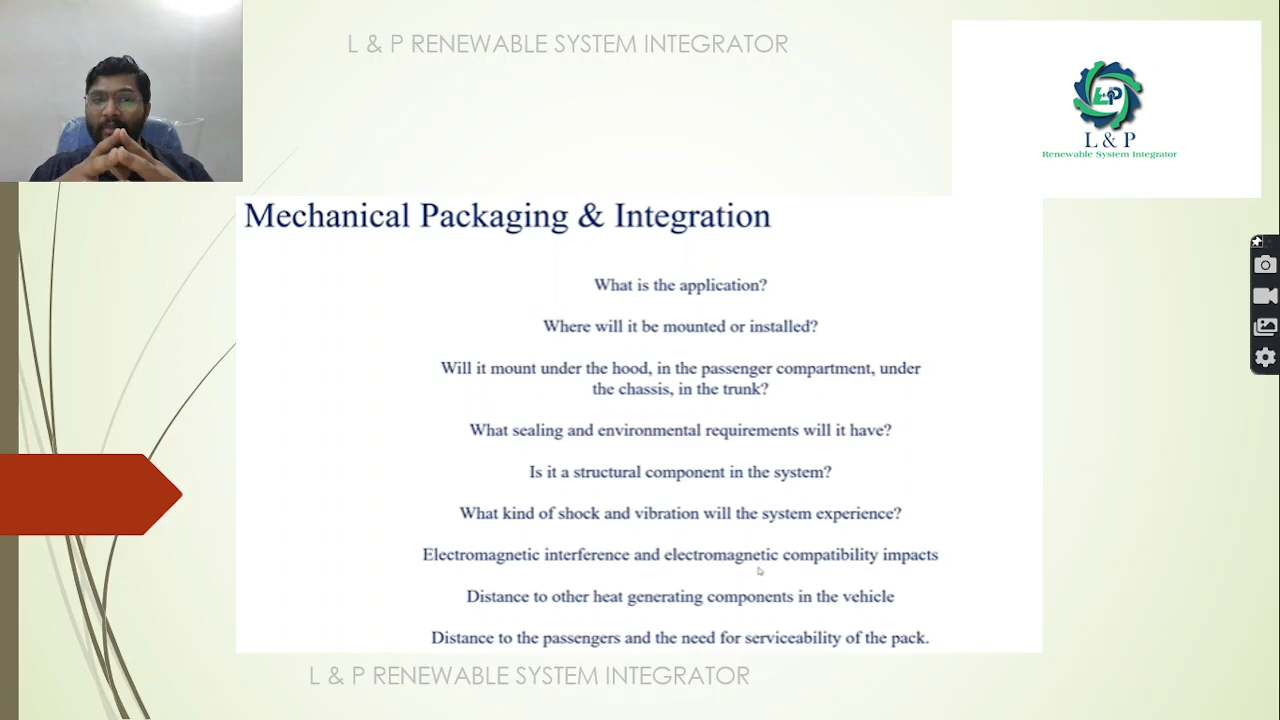 L & P RENEWABLE SYSTEM INTEGRATOR
L&P
L & P
Renewable System Integrator
Mechanical Packaging & Integration
What is the application?
Where will it be mounted or installed?
Will it mount under the hood, in the passenger compartment, under
the chassis, in the trunk?
What sealing and environmental requirements will it have?
Is it a structural component in the system?
What kind of shock and vibration will the system experience?
Electromagnetic interference and electromagnetic compatibility impacts
Distance to other heat generating components in the vehicle
Distance to the passengers and the need for serviceability of the pack.
L & P RENEWABLE SYSTEM INTEGRATOR